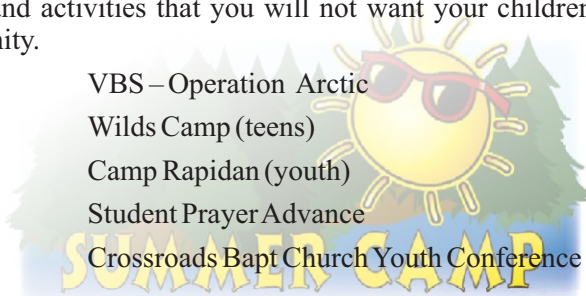 and activities that you will not want your children
nity.
VBS – Operation Arctic
Wilds Camp (teens)
Camp Rapidan (youth)
Student Prayer Advance
Crossroads Bapt Church Youth Conference
SUMMER CAMP